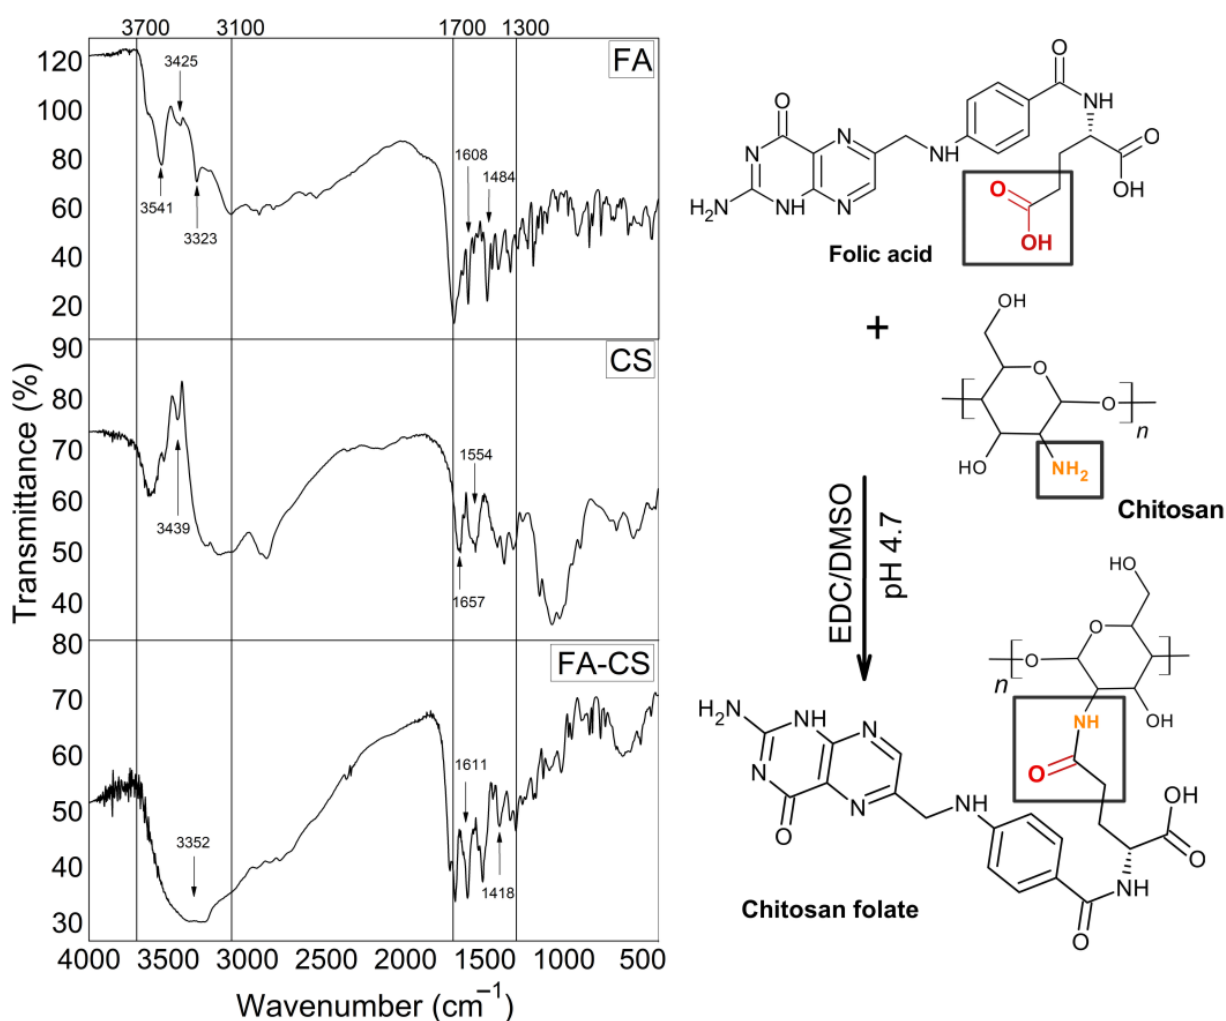 3700 3100 1700 1300
FA
120
100
80
60
40
20
3425
3541
3323
1608
1484
90
80
70
60
50
40
CS
3439
1554
1657
80
70
60
50
40
30
FA-CS
3352
1611
1418
4000 3500 3000 2500 2000 1500 1000 500
Wavenumber (cm⁻¹)
Transmittance (%)
O
O
NH
N
N
O
N
NH
OH
O
H₂N
NH
N
OH
Folic acid
+
OH
O
O
n
HO
NH₂
Chitosan
EDC/DMSO
pH 4.7
HO
O
O
n
OH
NH
O
H₂N
NH
N
N
N
O
NH
OH
O
NH
O
Chitosan folate